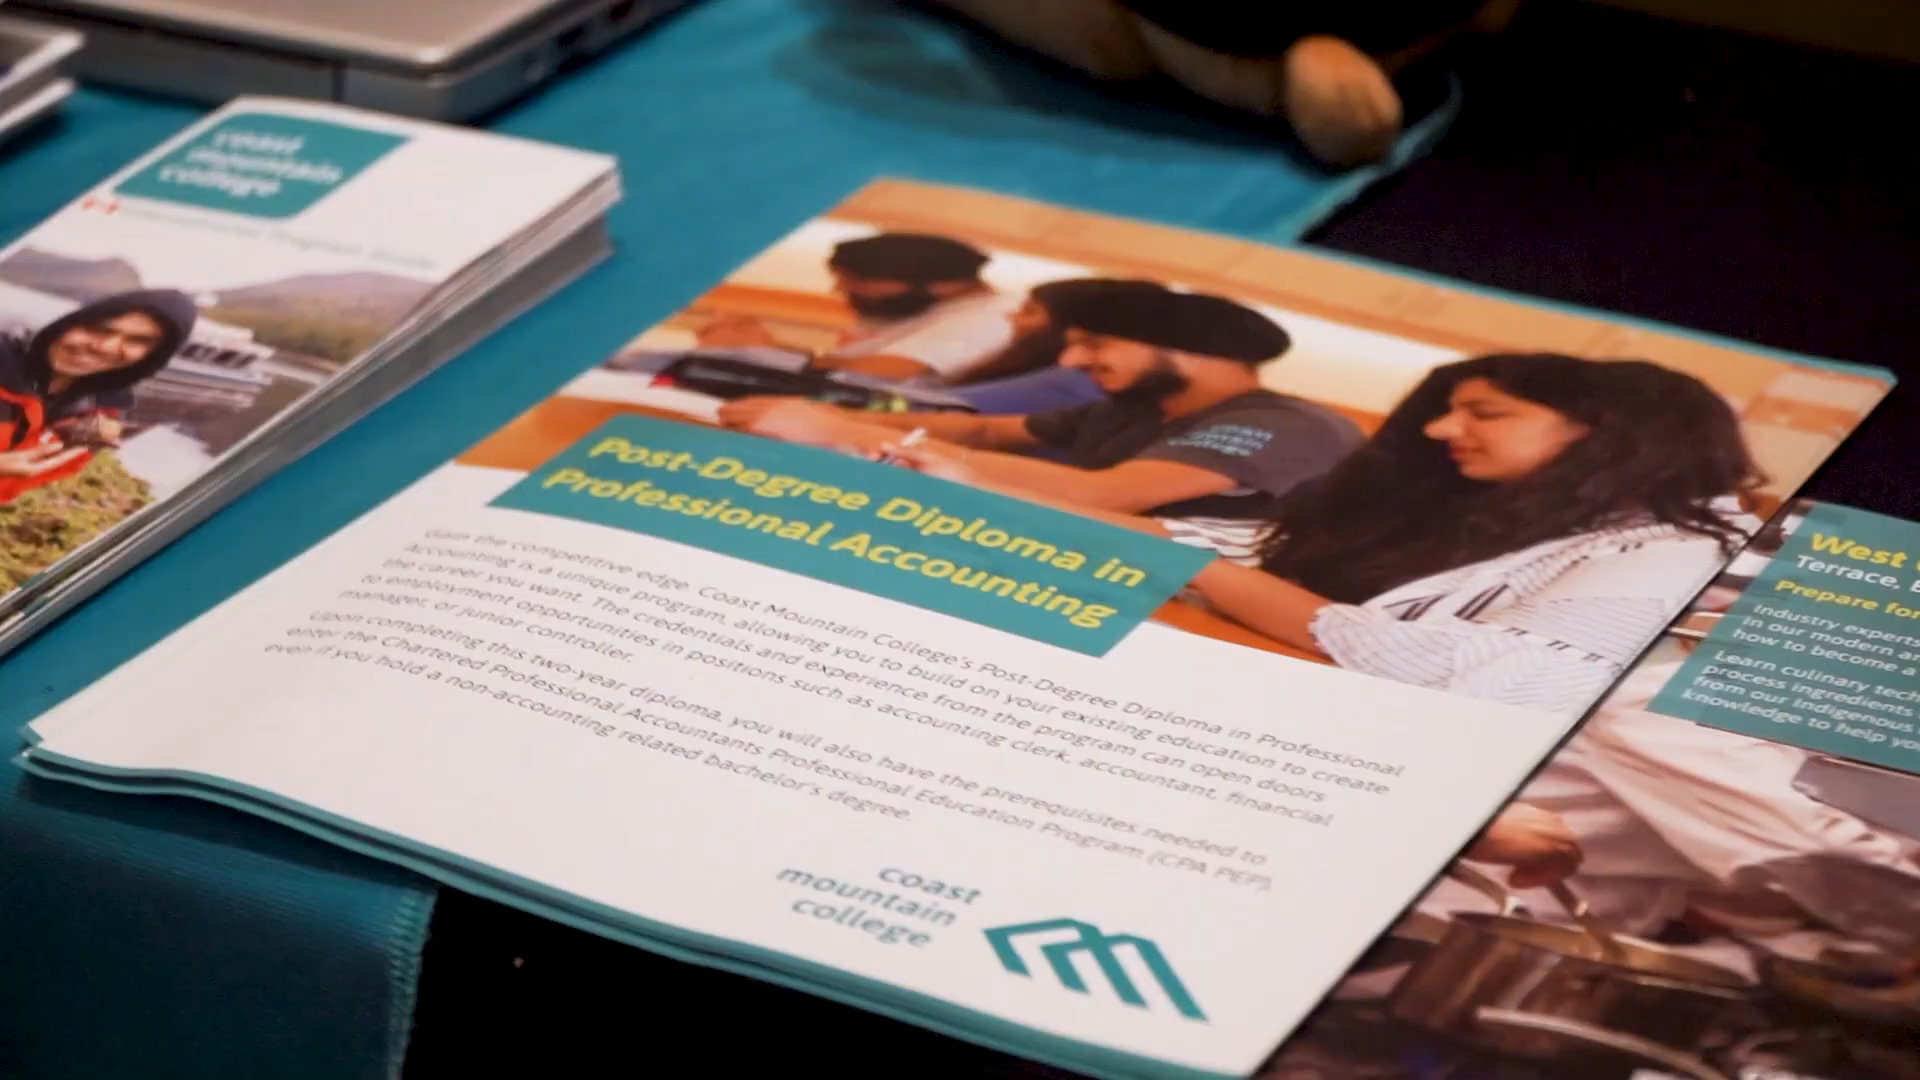 coast
mountain
college
International Program Guide
Post-Degree Diploma in
Professional Accounting
Gain the competitive edge. Coast Mountain College's Post-Degree Diploma in Professional
Accounting is a unique program, allowing you to build on your existing education to create
the career you want. The credentials and experience from the program can open doors
to employment opportunities in positions such as accounting clerk, accountant, financial
manager, or junior controller.
Upon completing this two-year diploma, you will also have the prerequisites needed to
enter the Chartered Professional Accountants Professional Education Program (CPA PEP),
even if you hold a non-accounting related bachelor's degree.
coast
mountain
college
West
Terrace,
Prepare for
Industry experts
in our modern
how to become a
Learn culinary
process ingredients
from our Indigenous
knowledge to help